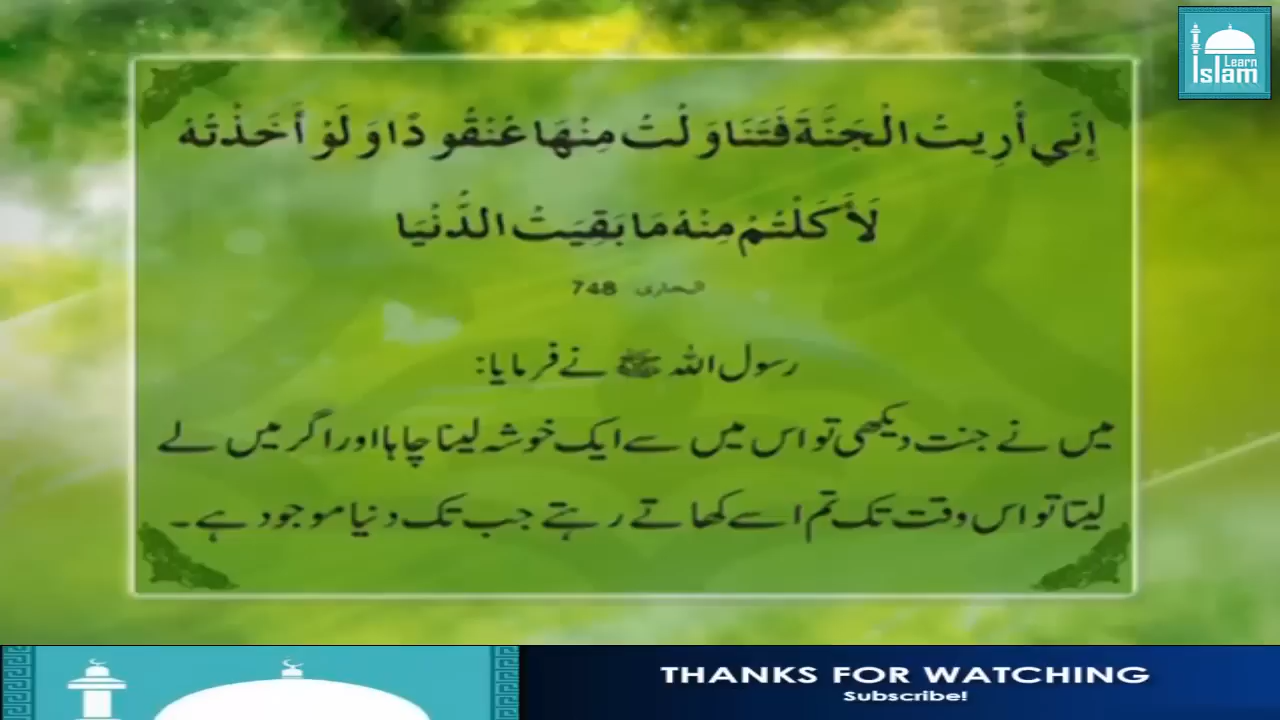 Learn
Islam
إِنِّي أُرِيتُ الْجَنَّةَ فَتَنَاوَلْتُ مِنْهَا عُنْقُودًا وَلَوْ أَخَذْتُهُ
لَأَكَلْتُمْ مِنْهُ مَا بَقِيَتْ الدُّنْيَا
البخاری 748
رسول اللہ ﷺ نے فرمایا:
میں نے جنت دیکھی تو اس میں سے ایک خوشہ لینا چاہا اور اگر میں لے
لیتا تو اس وقت تک تم اسے کھاتے رہتے جب تک دنیا موجود ہے۔
THANKS FOR WATCHING
Subscribe!